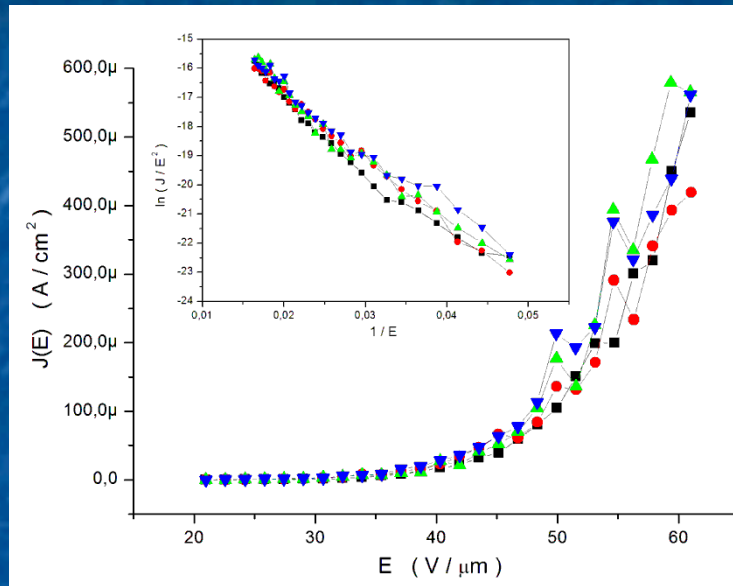 -15
-16
-17
-18
-19
-20
-21
-22
-23
-24
ln ( J / E² )
0,01 0,02 0,03 0,04 0,05
1 / E
600,0µ
500,0µ
400,0µ
300,0µ
200,0µ
100,0µ
0,0
J(E) ( A / cm² )
20 30 40 50 60
E ( V / µm )